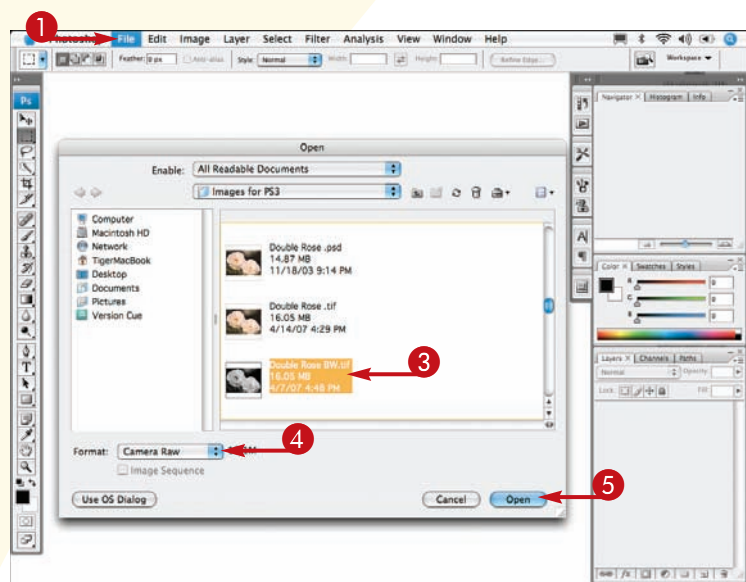 1
Photoshop File Edit Image Layer Select Filter Analysis View Window Help
Feather: 0 px Anti-alias Style: Normal Width: Height: Refine Edge... Workspace
Ps
Navigator × Histogram Info
Open
Enable: All Readable Documents
Images for PS3
Computer
Macintosh HD
Network
TigerMacBook
Desktop
Documents
Pictures
Version Cue
Double Rose .psd
14.87 MB
11/18/03 9:14 PM
Double Rose .tif
16.05 MB
4/14/07 4:29 PM
Double Rose BW.tif
16.05 MB
4/7/07 4:48 PM
3
Format: Camera Raw
4
Image Sequence
Use OS Dialog Cancel Open
5
Color × Swatches Styles
0
0
0
Layers × Channels Paths
Normal Opacity:
Lock: Fill: